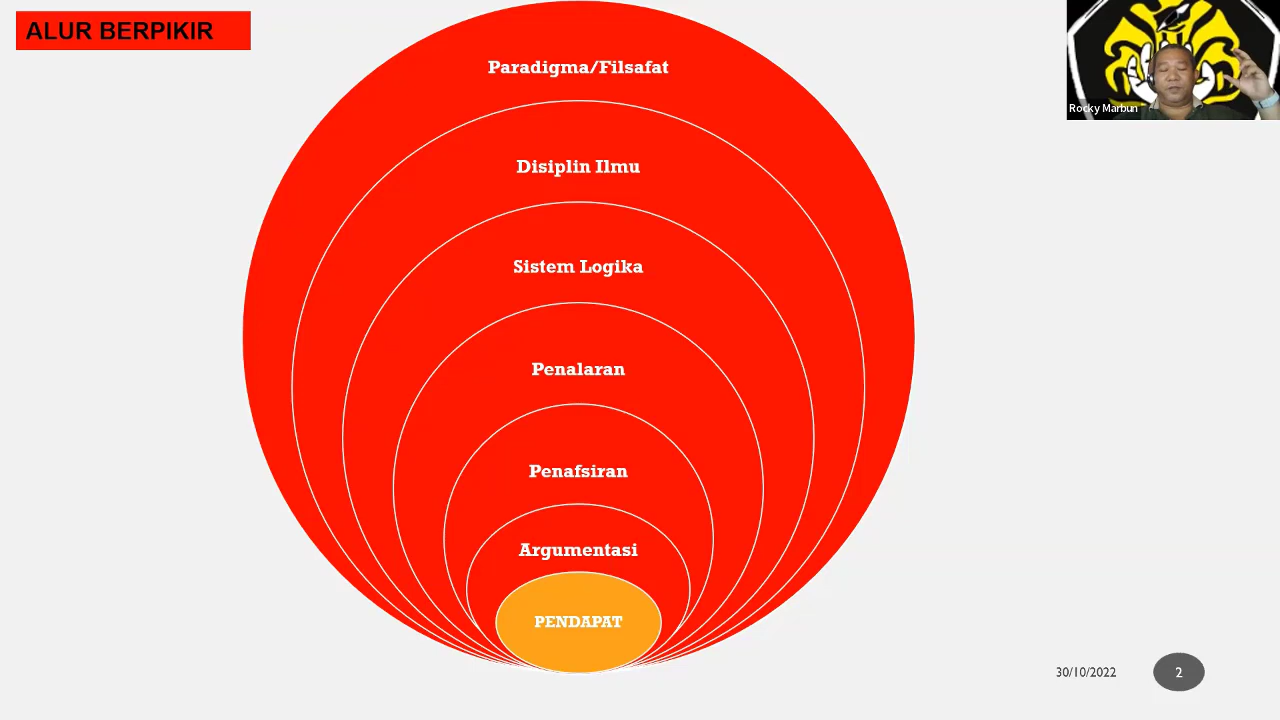 ALUR BERPIKIR
Rocky Marbun
Paradigma/Filsafat
Disiplin Ilmu
Sistem Logika
Penalaran
Penafsiran
Argumentasi
PENDAPAT
30/10/2022
2